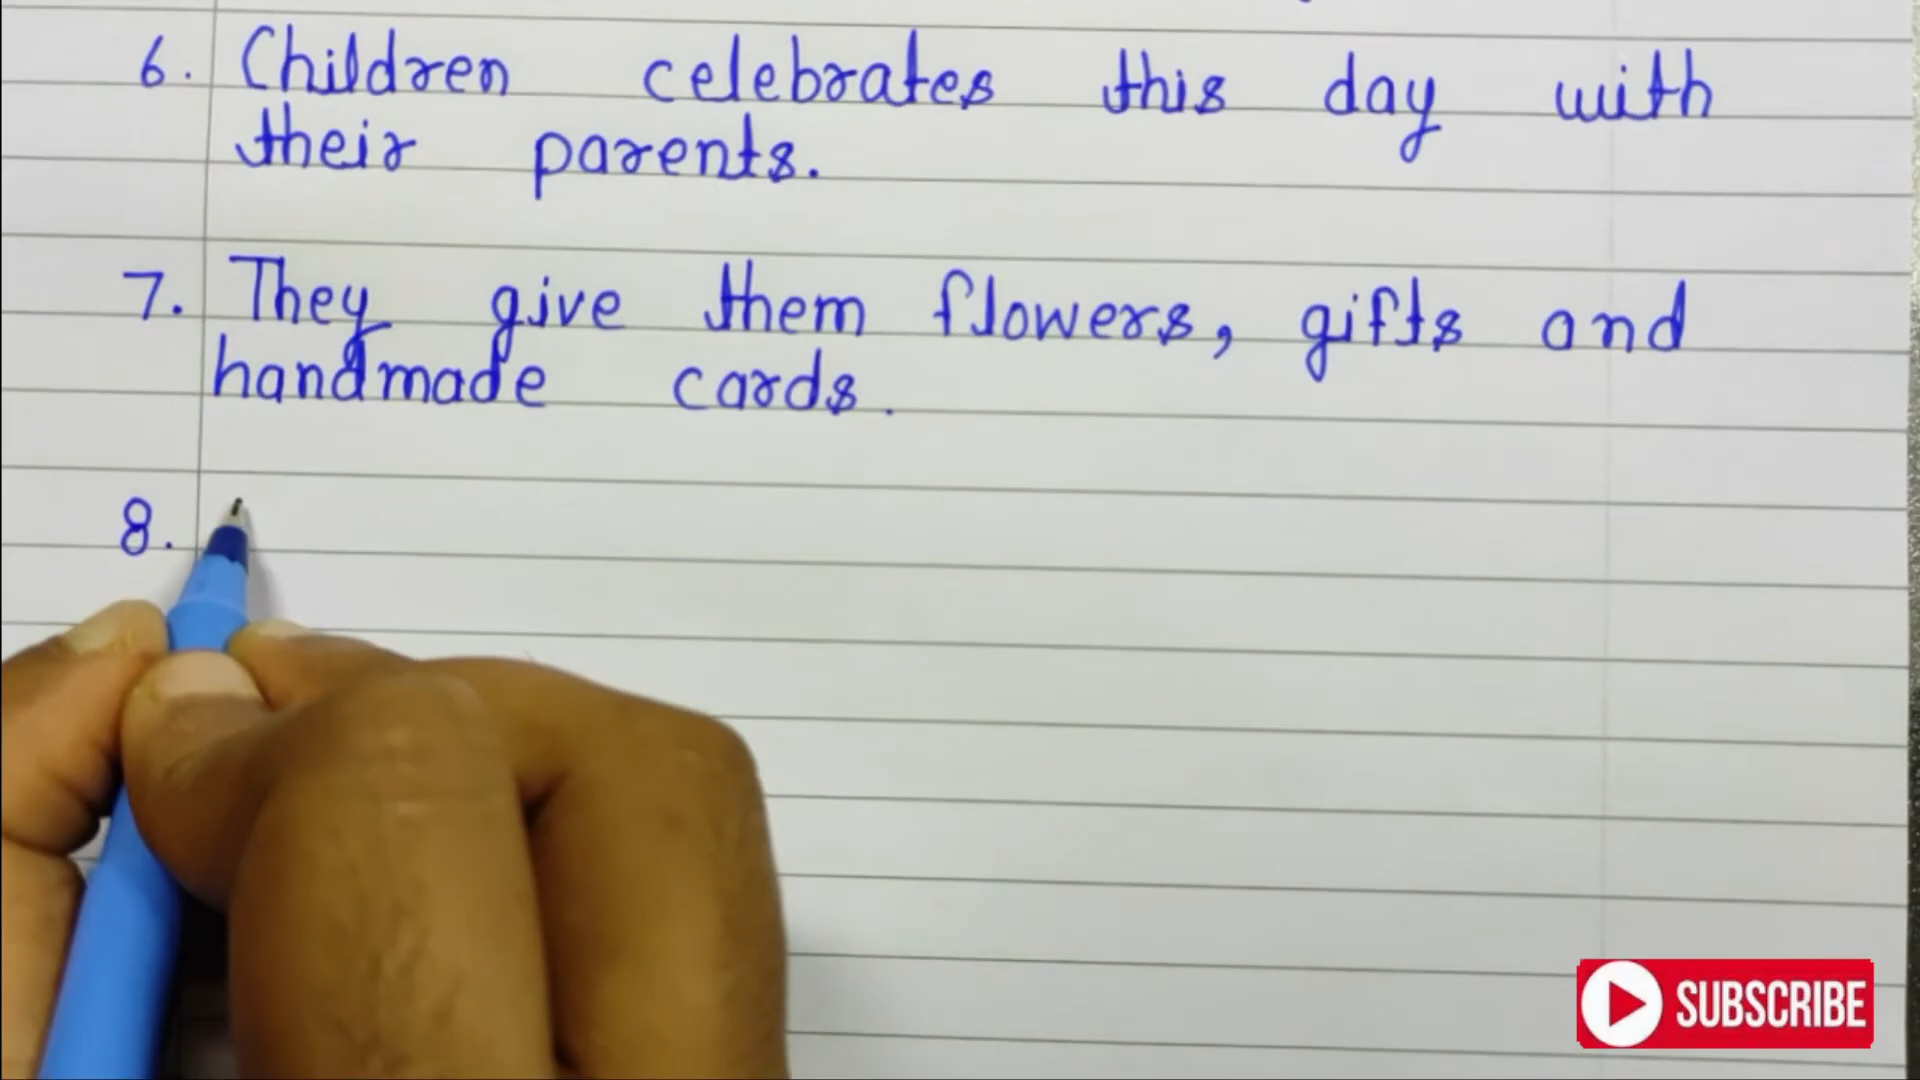 6. Children celebrates this day with
their parents.
7. They give them flowers, gifts and
handmade cards.
8.
SUBSCRIBE